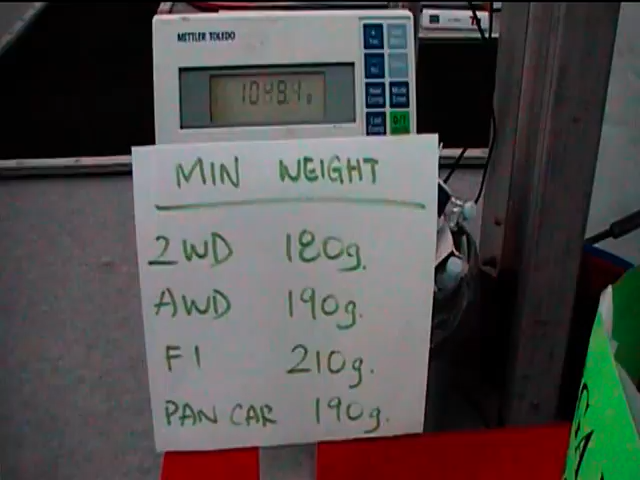 METTLER TOLEDO
1048.4g
MIN WEIGHT
2WD 180g.
AWD 190g.
F1 210g.
PAN CAR 190g.